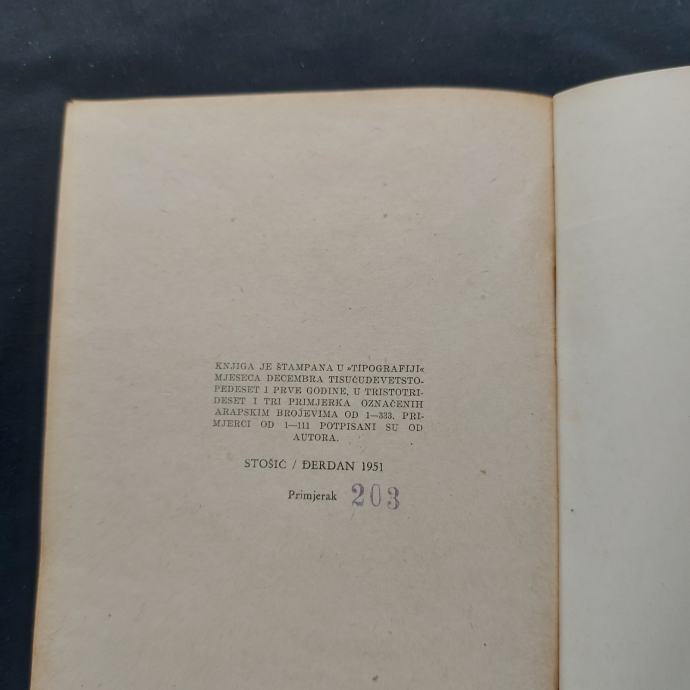 KNJIGA JE ŠTAMPANA U »TIPOGRAFIJI«
MJESECA DECEMBRA TISUĆUDEVETSTO-
PEDESET I PRVE GODINE, U TRISTOTRI-
DESET I TRI PRIMJERKA OZNAČENIH
ARAPSKIM BROJEVIMA OD 1—333. PRI-
MJERCI OD 1—111 POTPISANI SU OD
AUTORA.
STOŠIĆ / ĐERDAN 1951
Primjerak 203